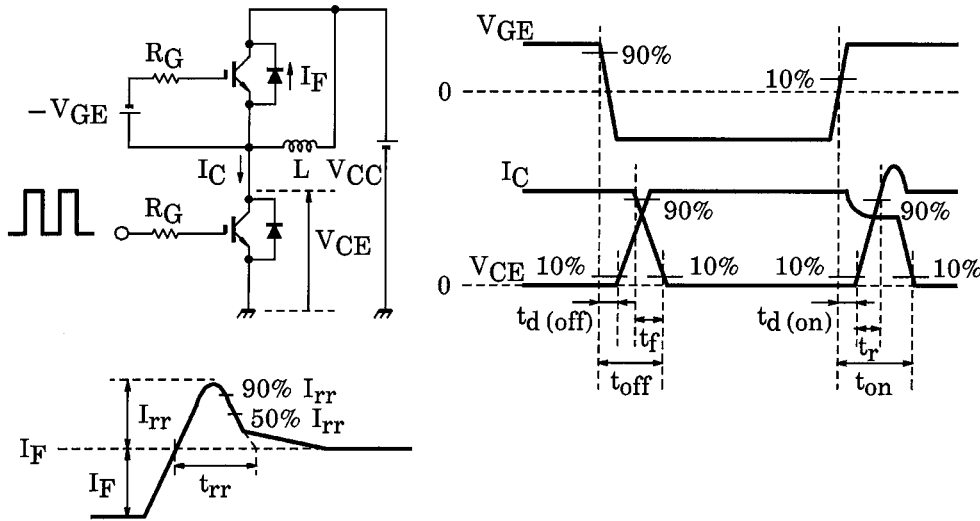 R_G
I_F
−V_GE
I_C
L
V_CC
R_G
V_CE
V_GE
90%
10%
0
I_C
90%
90%
V_CE
10%
10%
10%
10%
0
t_d (off)
t_f
t_d (on)
t_r
t_off
t_on
90% I_rr
I_rr
50% I_rr
I_F
I_F
t_rr